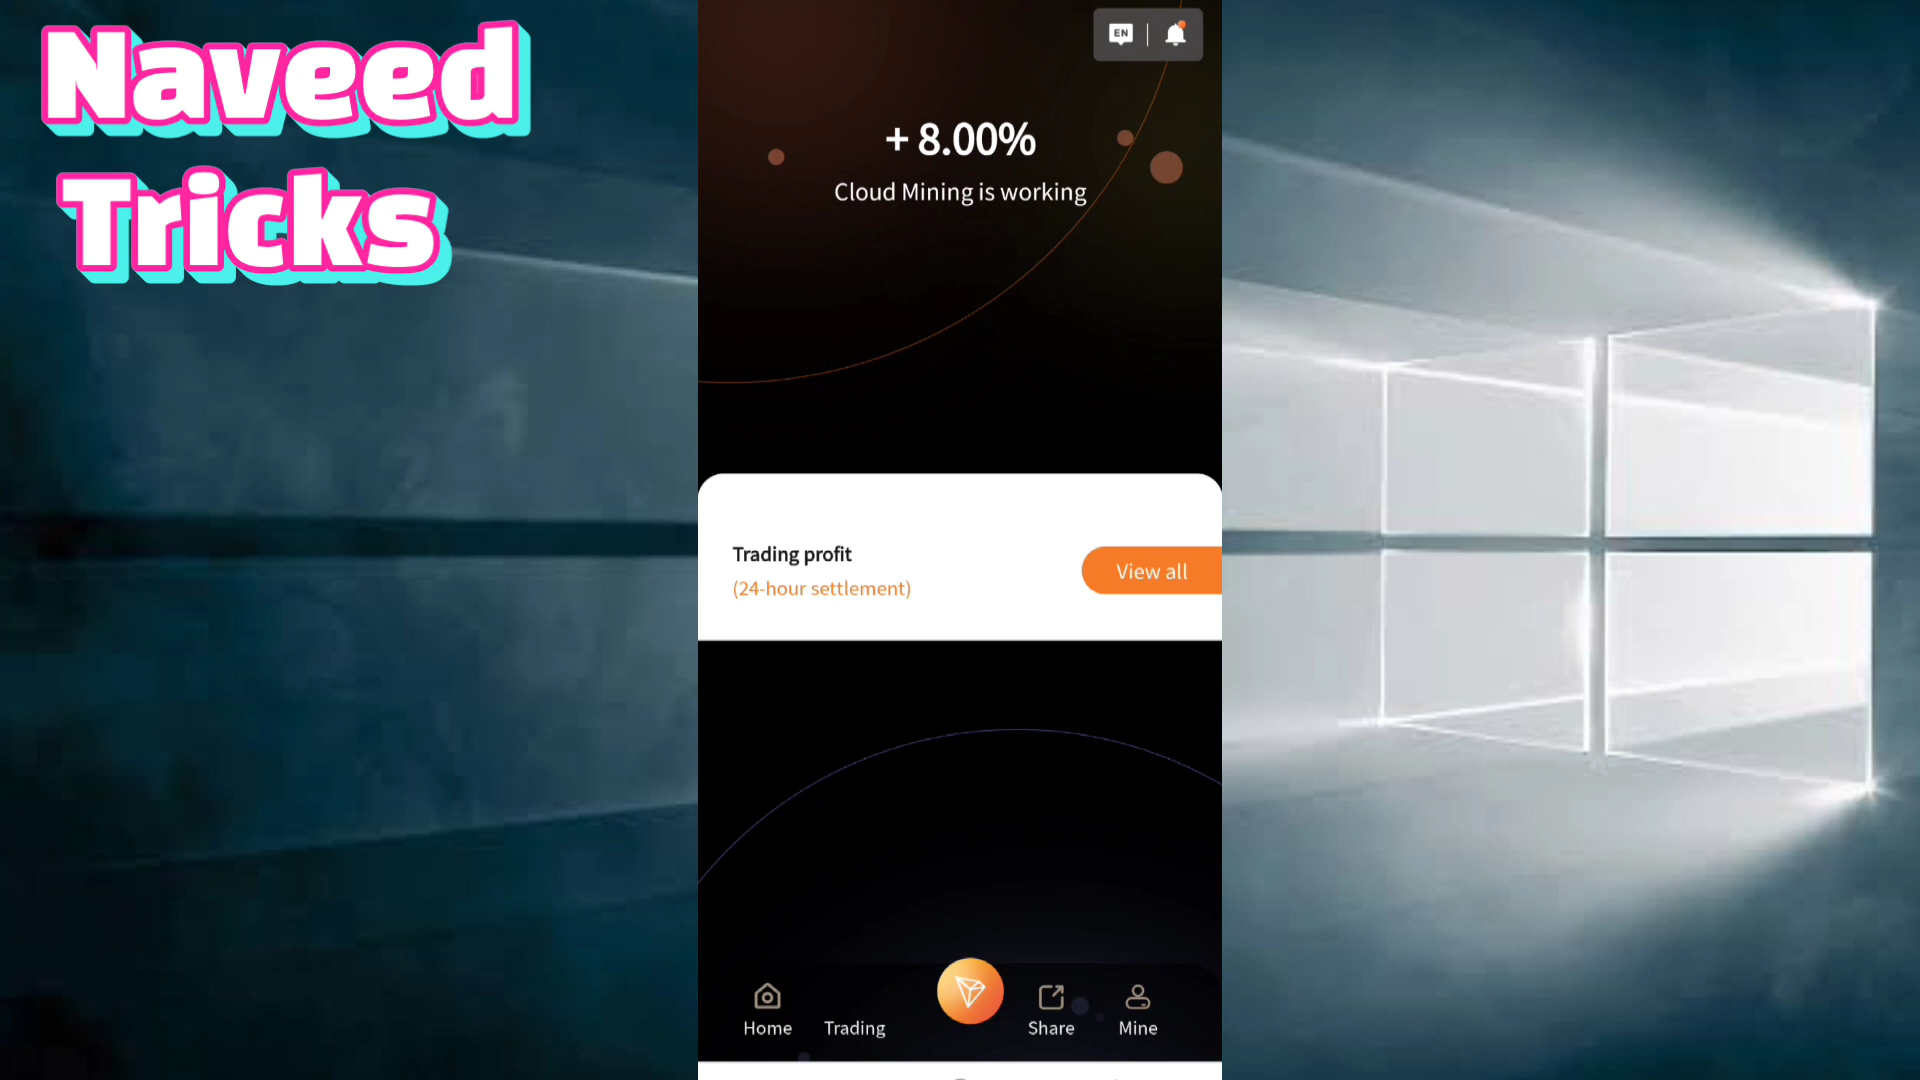 Naveed
Tricks
EN
+ 8.00%
Cloud Mining is working
Trading profit
(24-hour settlement)
View all
Home
Trading
Share
Mine